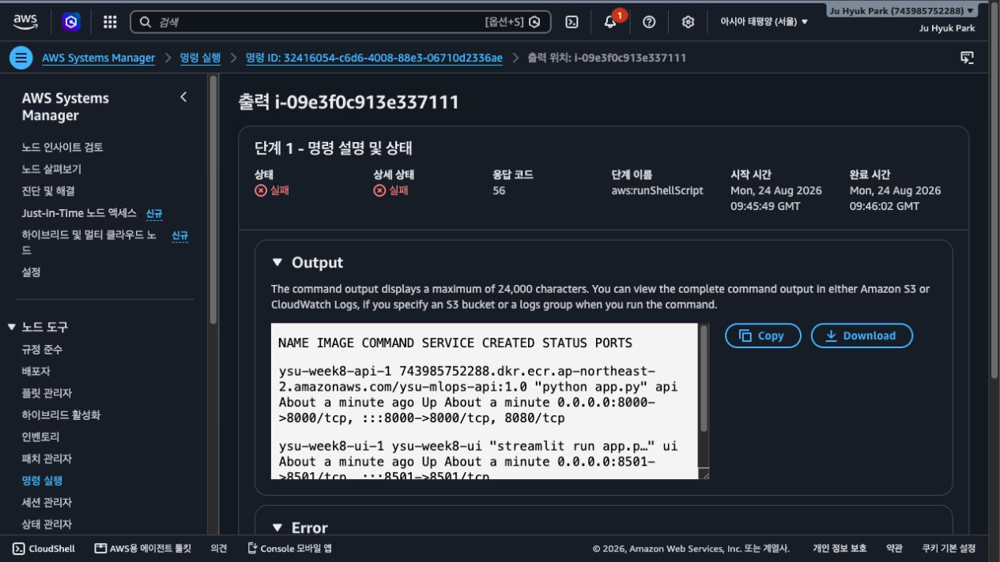 aws
검색
[옵션+S]
1
아시아 태평양 (서울) ▼
Ju Hyuk Park (743985752288) ▼
Ju Hyuk Park
AWS Systems Manager > 명령 실행 > 명령 ID: 32416054-c6d6-4008-88e3-06710d2336ae > 출력 위치: i-09e3f0c913e337111
AWS Systems
Manager
노드 인사이트 검토
노드 살펴보기
진단 및 해결
Just-in-Time 노드 액세스 신규
하이브리드 및 멀티 클라우드 노 신규
드
설정
▼ 노드 도구
규정 준수
배포자
플릿 관리자
하이브리드 활성화
인벤토리
패치 관리자
명령 실행
세션 관리자
상태 관리자
출력 i-09e3f0c913e337111
단계 1 - 명령 설명 및 상태
상태 상세 상태 응답 코드 단계 이름 시작 시간 완료 시간
실패 실패 56 aws:runShellScript Mon, 24 Aug 2026 Mon, 24 Aug 2026
09:45:49 GMT 09:46:02 GMT
▼ Output
The command output displays a maximum of 24,000 characters. You can view the complete command output in either Amazon S3 or
CloudWatch Logs, if you specify an S3 bucket or a logs group when you run the command.
NAME IMAGE COMMAND SERVICE CREATED STATUS PORTS
ysu-week8-api-1 743985752288.dkr.ecr.ap-northeast-
2.amazonaws.com/ysu-mlops-api:1.0 "python app.py" api
About a minute ago Up About a minute 0.0.0.0:8000-
>8000/tcp, :::8000->8000/tcp, 8080/tcp
ysu-week8-ui-1 ysu-week8-ui "streamlit run app.p…" ui
About a minute ago Up About a minute 0.0.0.0:8501-
>8501/tcp, :::8501->8501/tcp
Copy
Download
▼ Error
CloudShell AWS용 에이전트 툴킷 의견 Console 모바일 앱 © 2026, Amazon Web Services, Inc. 또는 계열사. 개인 정보 보호 약관 쿠키 기본 설정